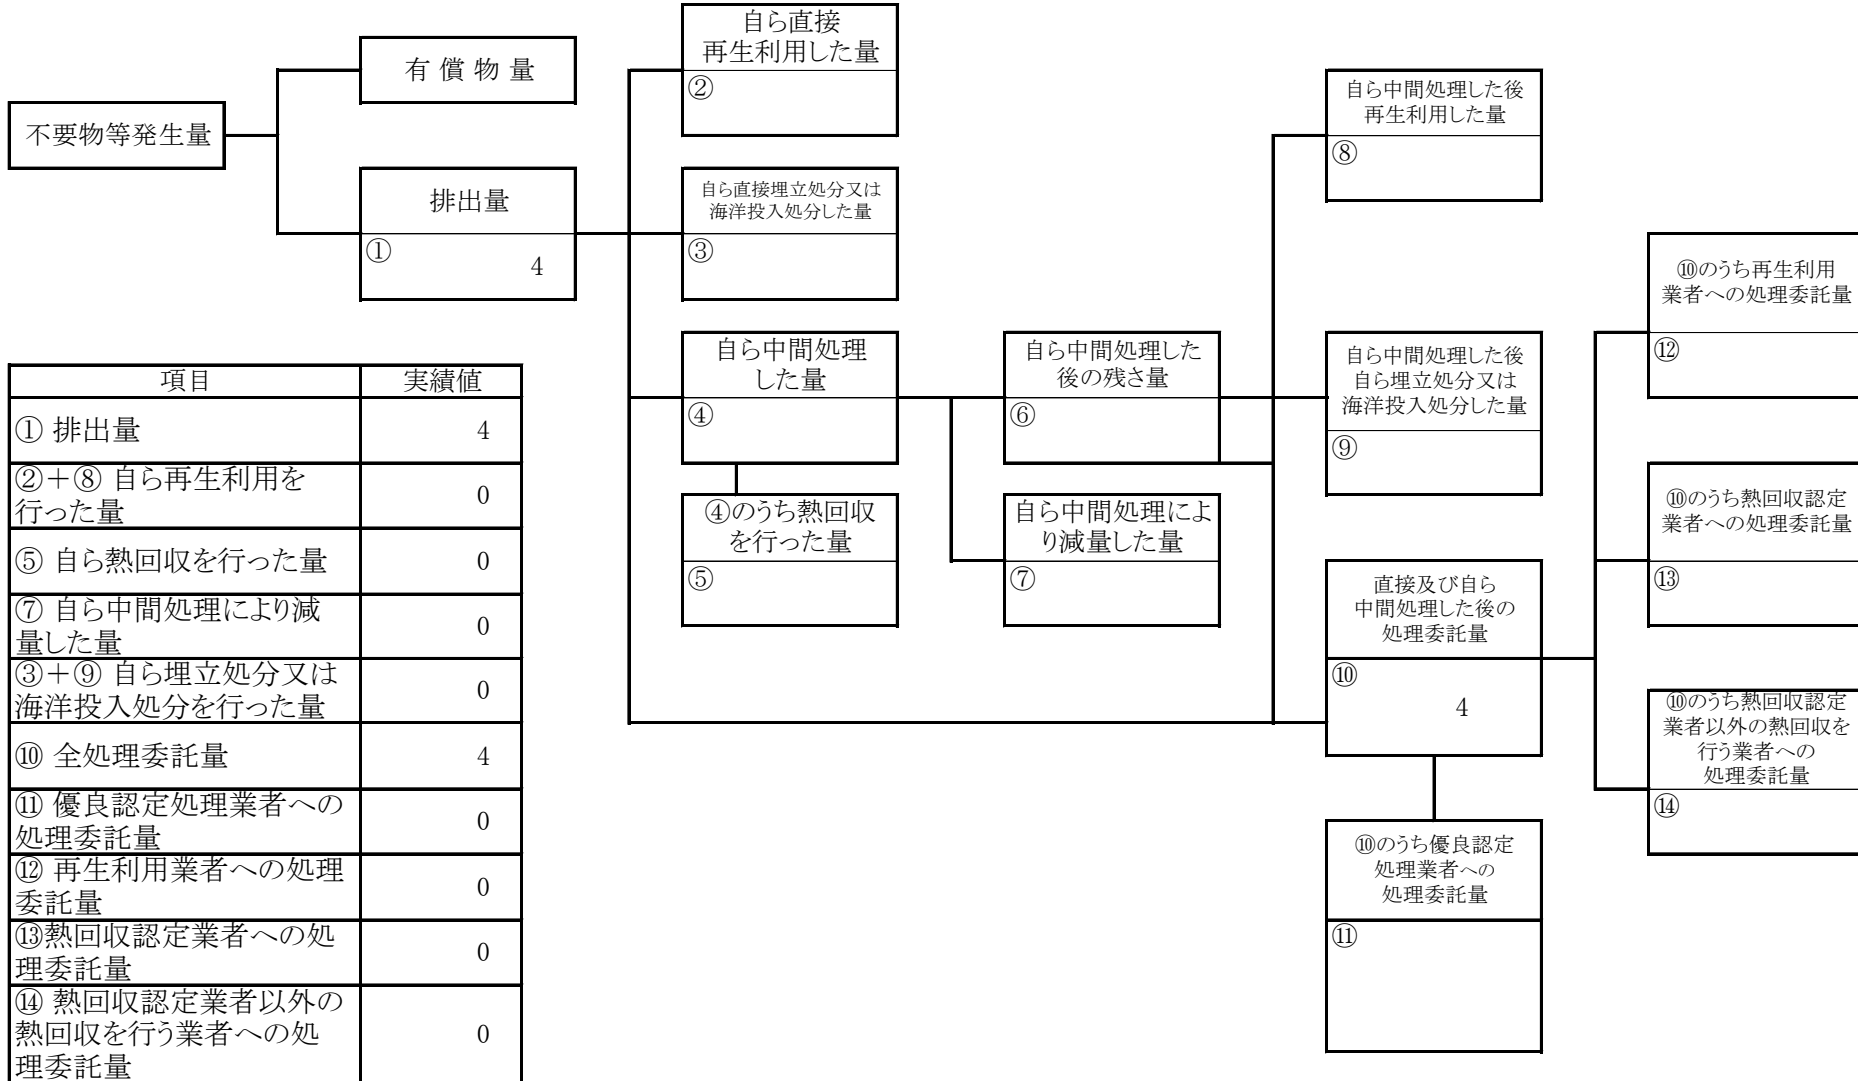 不要物等発生量
有償物量
排出量
①
4
自ら直接
再生利用した量
②
自ら直接埋立処分又は
海洋投入処分した量
③
自ら中間処理
した量
④
④のうち熱回収
を行った量
⑤
自ら中間処理した
後の残さ量
⑥
自ら中間処理によ
り減量した量
⑦
自ら中間処理した後
再生利用した量
⑧
自ら中間処理した後
自ら埋立処分又は
海洋投入処分した量
⑨
直接及び自ら
中間処理した後の
処理委託量
⑩
4
⑩のうち優良認定
処理業者への
処理委託量
⑪
⑩のうち再生利用
業者への処理委託量
⑫
⑩のうち熱回収認定
業者への処理委託量
⑬
⑩のうち熱回収認定
業者以外の熱回収を
行う業者への
処理委託量
⑭
項目 実績値
① 排出量 4
②＋⑧ 自ら再生利用を
行った量 0
⑤ 自ら熱回収を行った量 0
⑦ 自ら中間処理により減
量した量 0
③＋⑨ 自ら埋立処分又は
海洋投入処分を行った量 0
⑩ 全処理委託量 4
⑪ 優良認定処理業者への
処理委託量 0
⑫ 再生利用業者への処理
委託量 0
⑬熱回収認定業者への処
理委託量 0
⑭ 熱回収認定業者以外の
熱回収を行う業者への処
理委託量 0